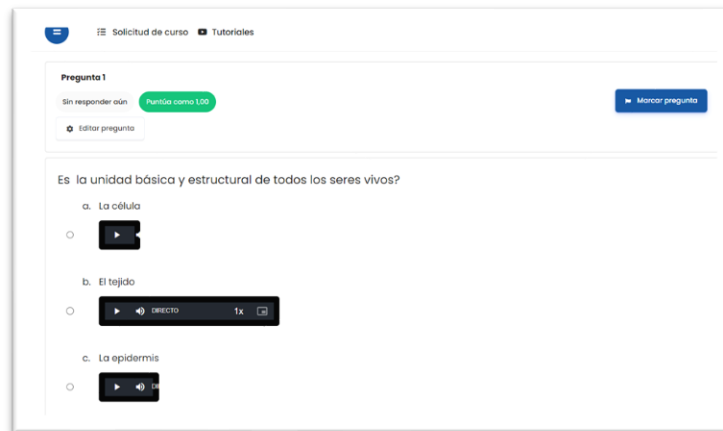 Solicitud de curso Tutoriales
Pregunta 1
Sin responder aún Puntúa como 1,00
Marcar pregunta
Editar pregunta
Es la unidad básica y estructural de todos los seres vivos?
a. La célula
b. El tejido
DIRECTO 1x
c. La epidermis